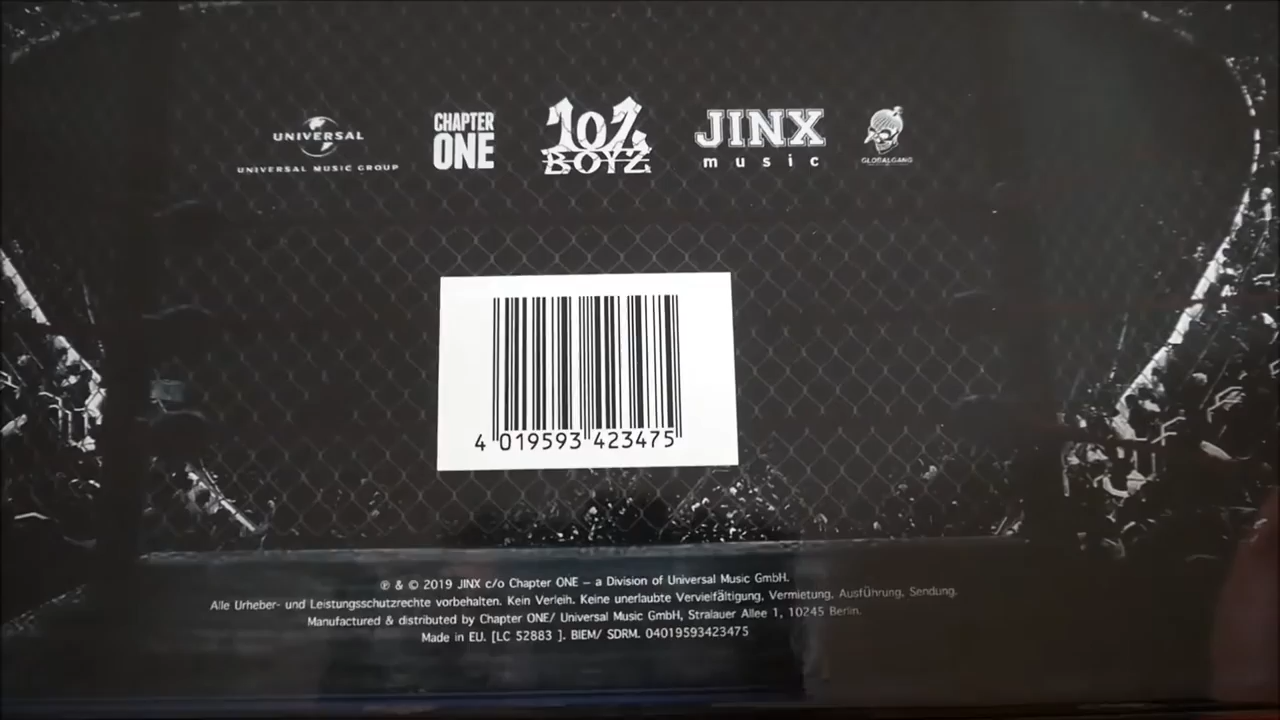 UNIVERSAL
UNIVERSAL MUSIC GROUP
CHAPTER
ONE
102
BOYZ
JINX
music
GLOBALGANG
4 019593 423475
℗ & © 2019 JINX c/o Chapter ONE – a Division of Universal Music GmbH.
Alle Urheber- und Leistungsschutzrechte vorbehalten. Kein Verleih. Keine unerlaubte Vervielfältigung, Vermietung, Aufführung, Sendung.
Manufactured & distributed by Chapter ONE/ Universal Music GmbH, Stralauer Allee 1, 10245 Berlin.
Made in EU. [LC 52883 ]. BIEM/ SDRM. 04019593423475